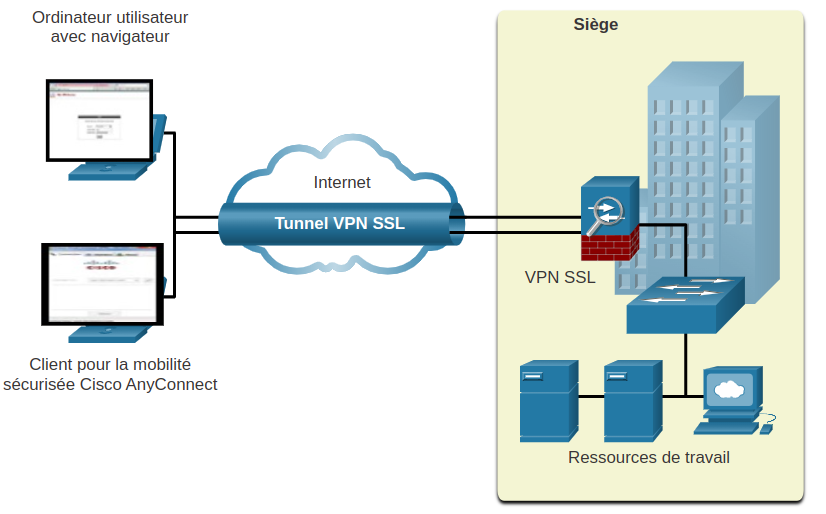 Ordinateur utilisateur
avec navigateur
Siège
Internet
Tunnel VPN SSL
VPN SSL
Client pour la mobilité
sécurisée Cisco AnyConnect
Ressources de travail